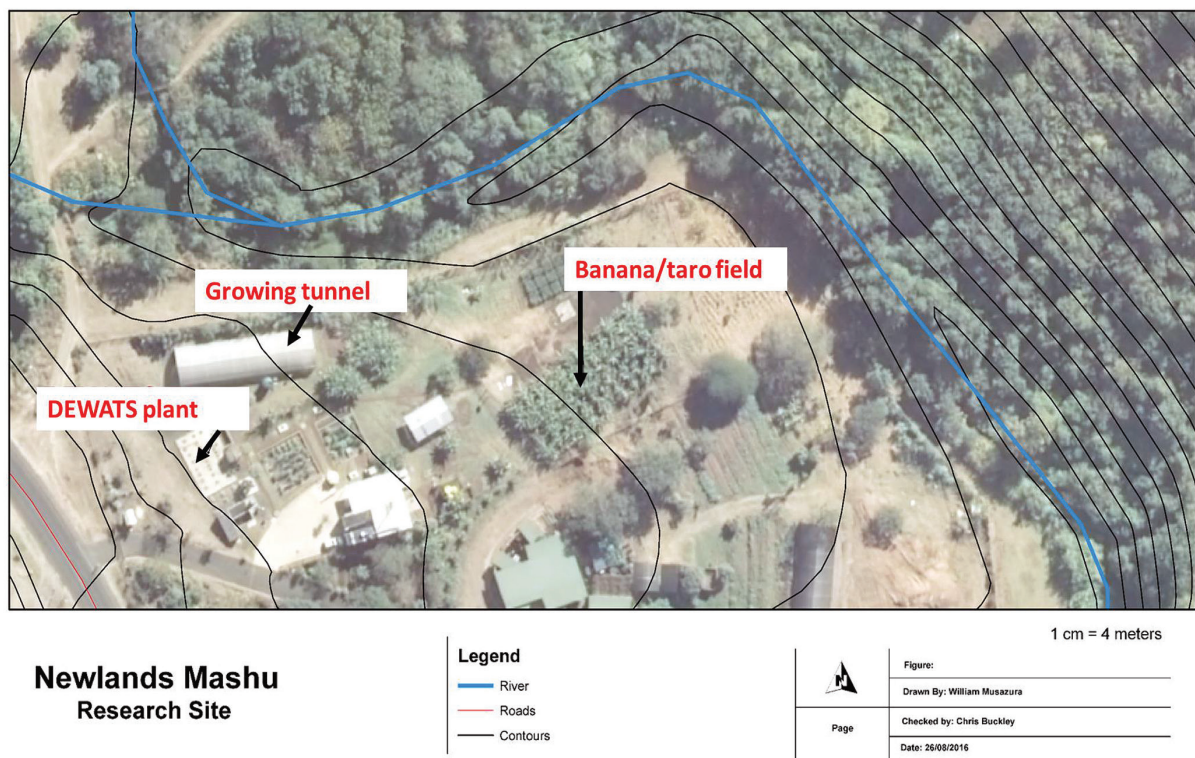 Growing tunnel
Banana/taro field
DEWATS plant
1 cm = 4 meters
Newlands Mashu
Research Site
Legend
River
Roads
Contours
N
Page
Figure:
Drawn By: William Musazura
Checked by: Chris Buckley
Date: 26/08/2016